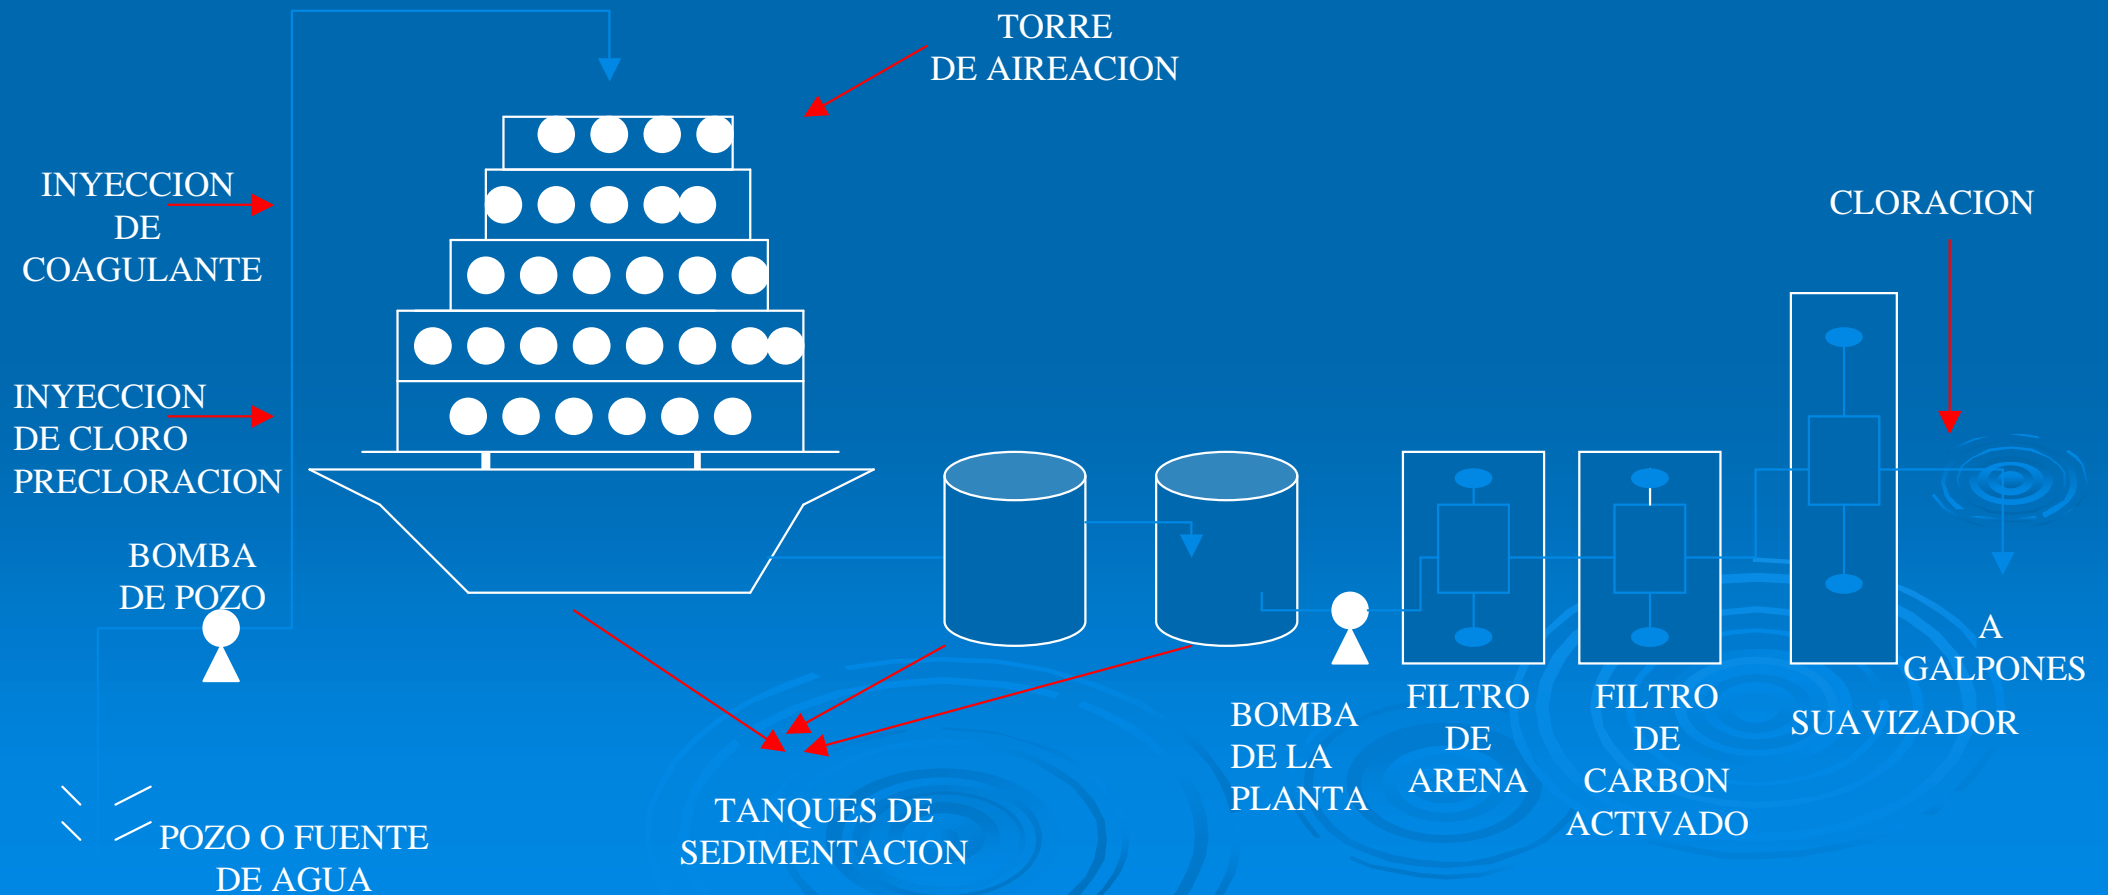 TORRE
DE AIREACION
INYECCION
DE
COAGULANTE
CLORACION
INYECCION
DE CLORO
PRECLORACION
BOMBA
DE POZO
A
GALPONES
FILTRO
DE
ARENA
FILTRO
DE
CARBON
ACTIVADO
SUAVIZADOR
BOMBA
DE LA
PLANTA
TANQUES DE
SEDIMENTACION
POZO O FUENTE
DE AGUA